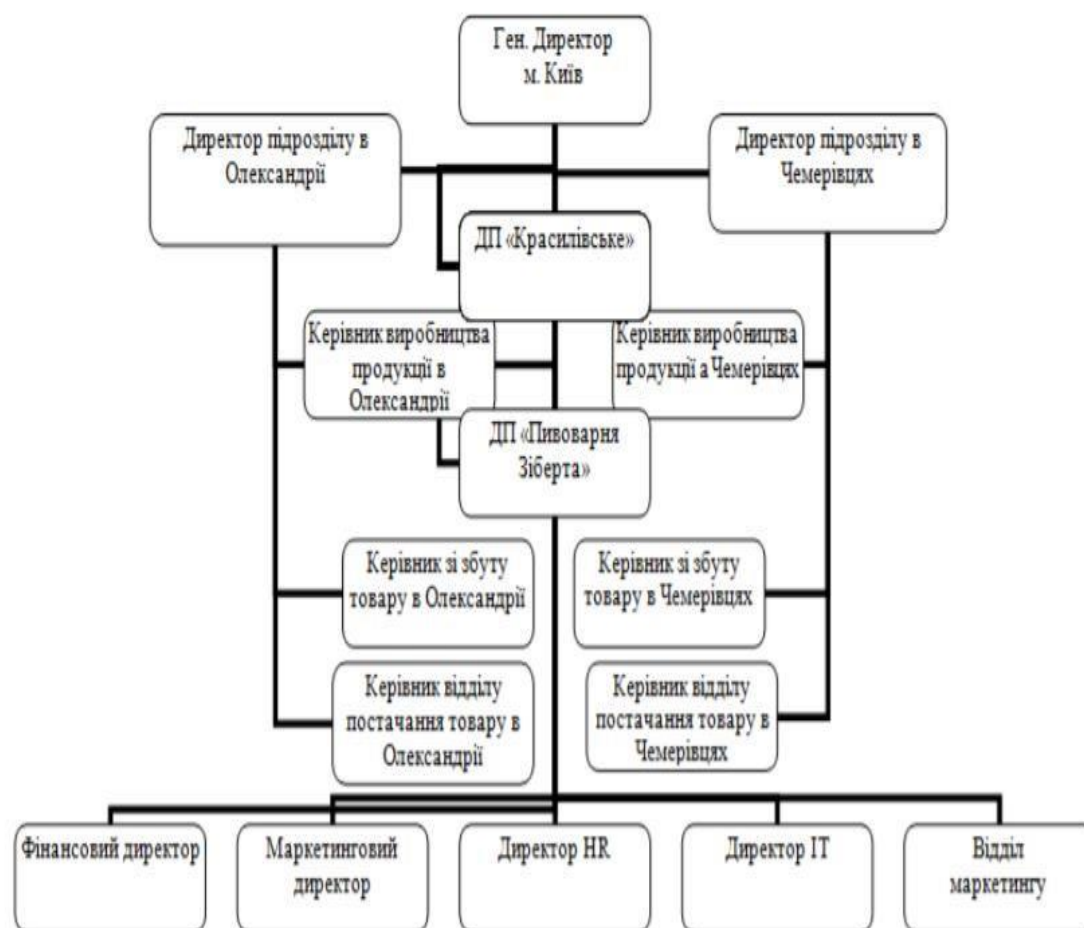 Ген. Директор
м. Київ
Директор підрозділу в
Олександрії
Директор підрозділу в
Чемерівцях
ДП «Красилівське»
Керівник виробництва
продукції в
Олександрії
Керівник виробництва
продукції а Чемерівцях
ДП «Пивоварня
Зіберта»
Керівник зі збуту
товару в Олександрії
Керівник зі збуту
товару в Чемерівцях
Керівник відділу
постачання товару в
Олександрії
Керівник відділу
постачання товару в
Чемерівцях
Фінансовий директор
Маркетинговий
директор
Директор HR
Директор ІТ
Відділ
маркетингу